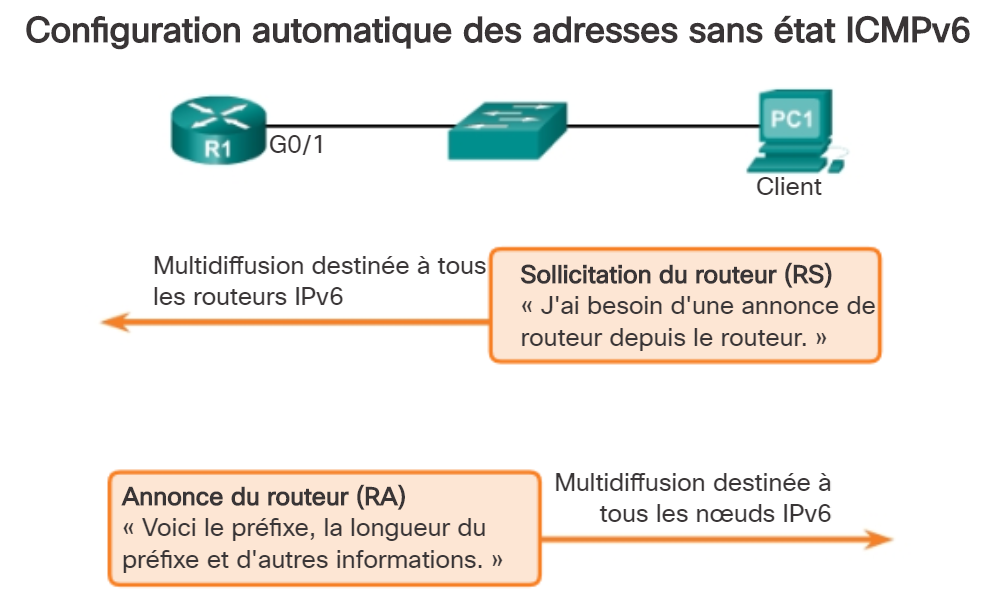 Configuration automatique des adresses sans état ICMPv6
R1
G0/1
PC1
Client
Multidiffusion destinée à tous
les routeurs IPv6
Sollicitation du routeur (RS)
« J'ai besoin d'une annonce de
routeur depuis le routeur. »
Annonce du routeur (RA)
« Voici le préfixe, la longueur du
préfixe et d'autres informations. »
Multidiffusion destinée à
tous les nœuds IPv6